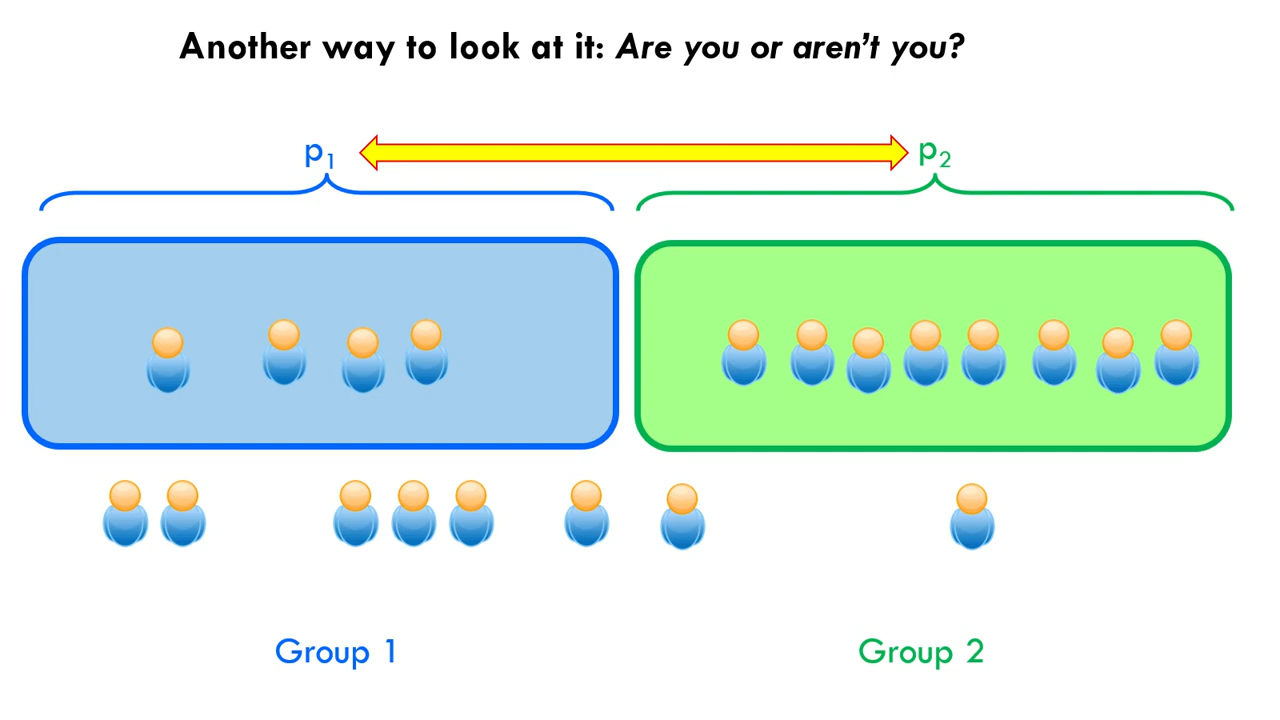 Another way to look at it: Are you or aren't you?
p₁
p₂
Group 1
Group 2